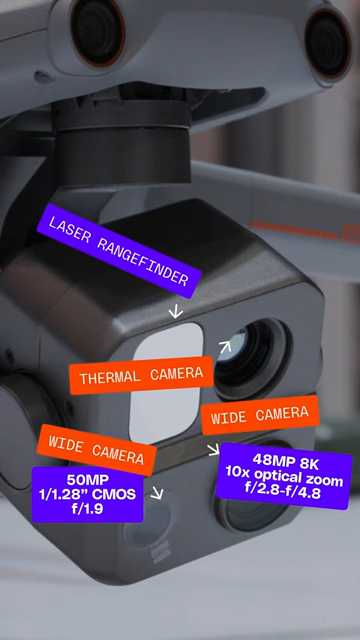 LASER RANGEFINDER
THERMAL CAMERA
WIDE CAMERA
48MP 8K
10x optical zoom
f/2.8-f/4.8
WIDE CAMERA
50MP
1/1.28” CMOS
f/1.9